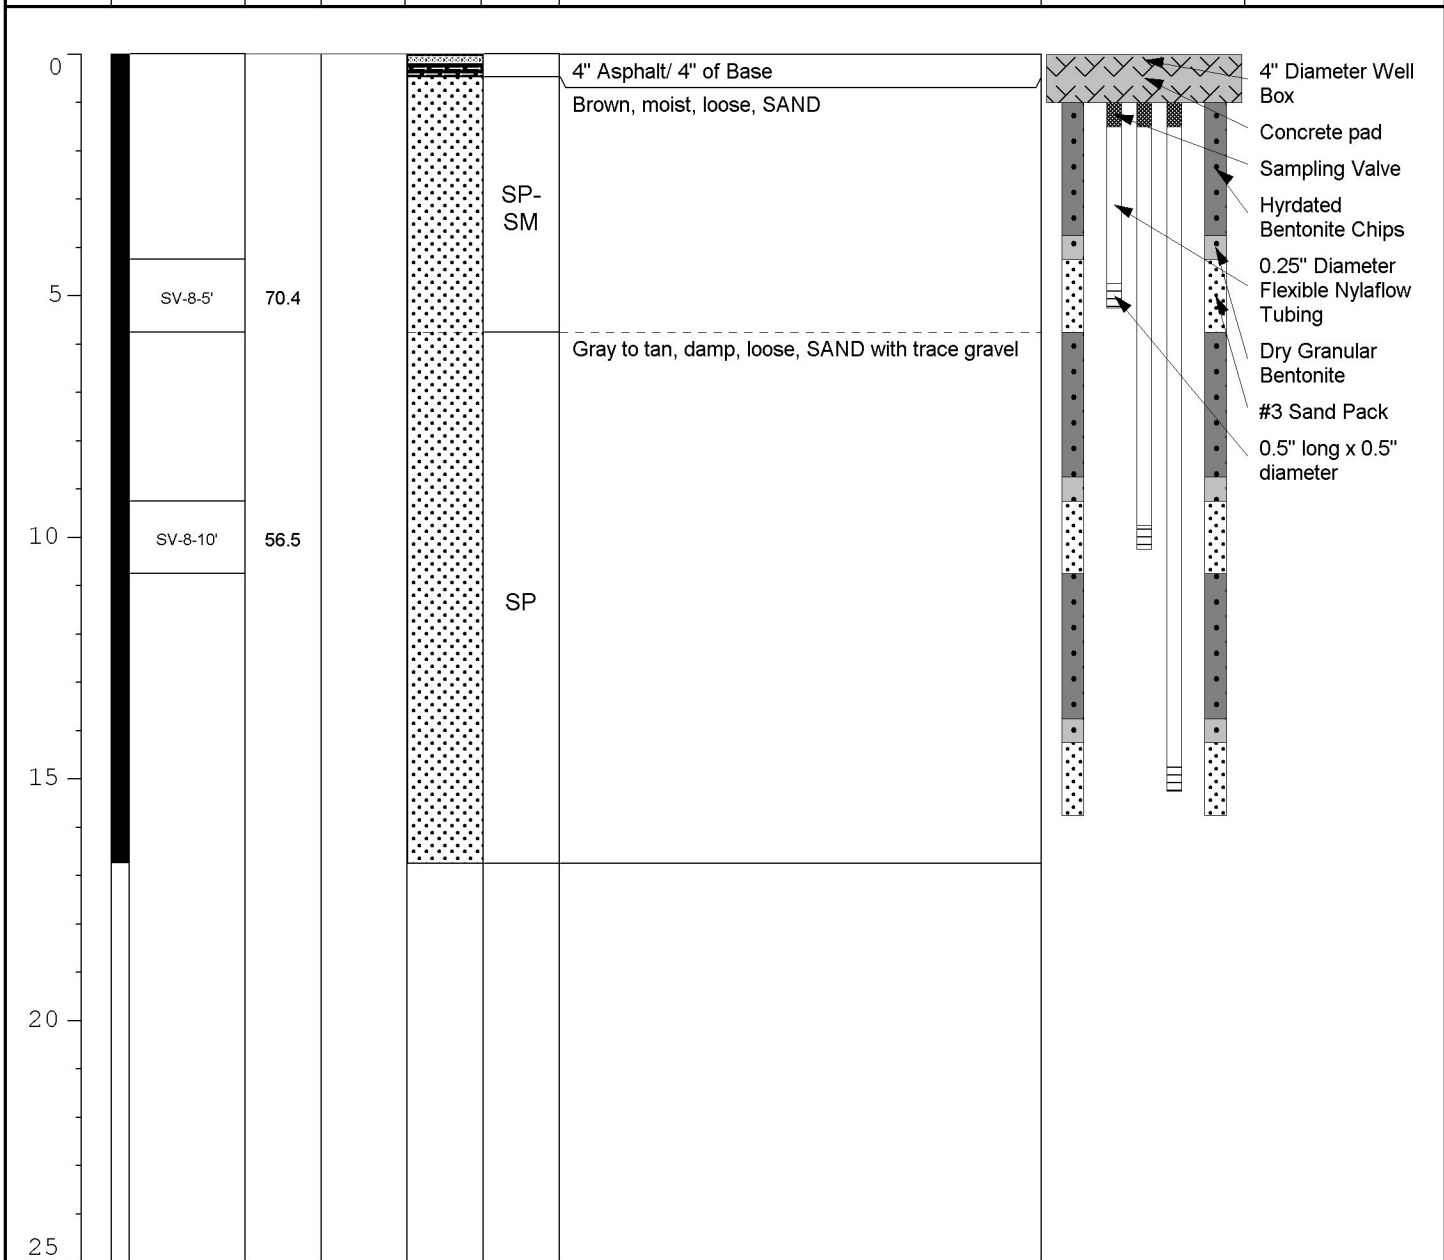 0
4" Asphalt/ 4" of Base
Brown, moist, loose, SAND
SP-
SM
5
SV-8-5'
70.4
Gray to tan, damp, loose, SAND with trace gravel
10
SV-8-10'
56.5
SP
15
20
25
4" Diameter Well
Box
Concrete pad
Sampling Valve
Hyrdated
Bentonite Chips
0.25" Diameter
Flexible Nylaflow
Tubing
Dry Granular
Bentonite
#3 Sand Pack
0.5" long x 0.5"
diameter